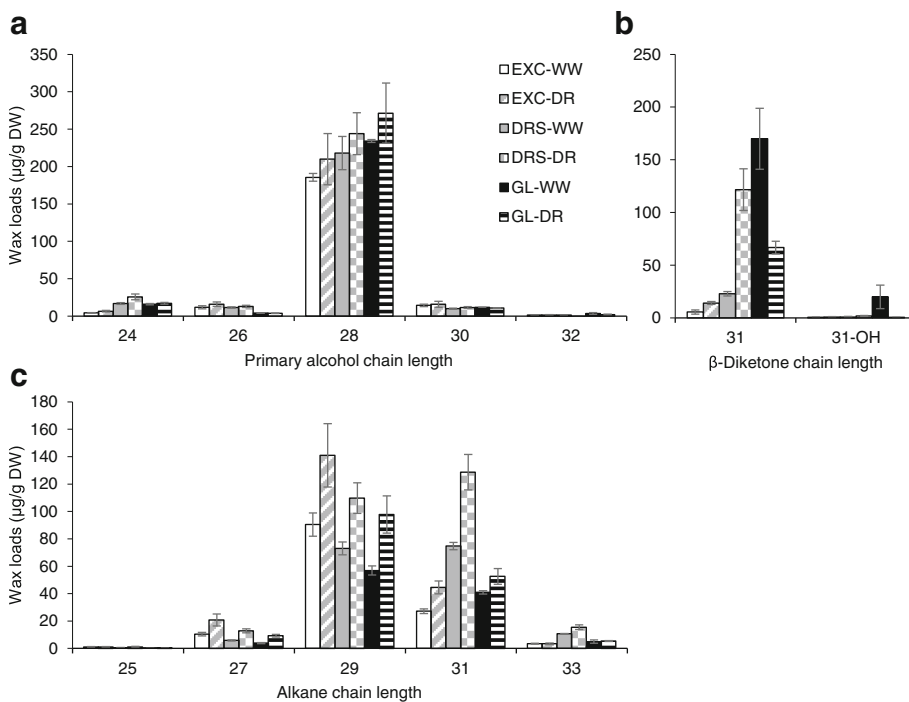 a
Wax loads (µg/g DW)
350
300
250
200
150
100
50
0
24 26 28 30 32
Primary alcohol chain length
EXC-WW
EXC-DR
DRS-WW
DRS-DR
GL-WW
GL-DR
b
250
200
150
100
50
0
31 31-OH
β-Diketone chain length
c
Wax loads (µg/g DW)
180
160
140
120
100
80
60
40
20
0
25 27 29 31 33
Alkane chain length